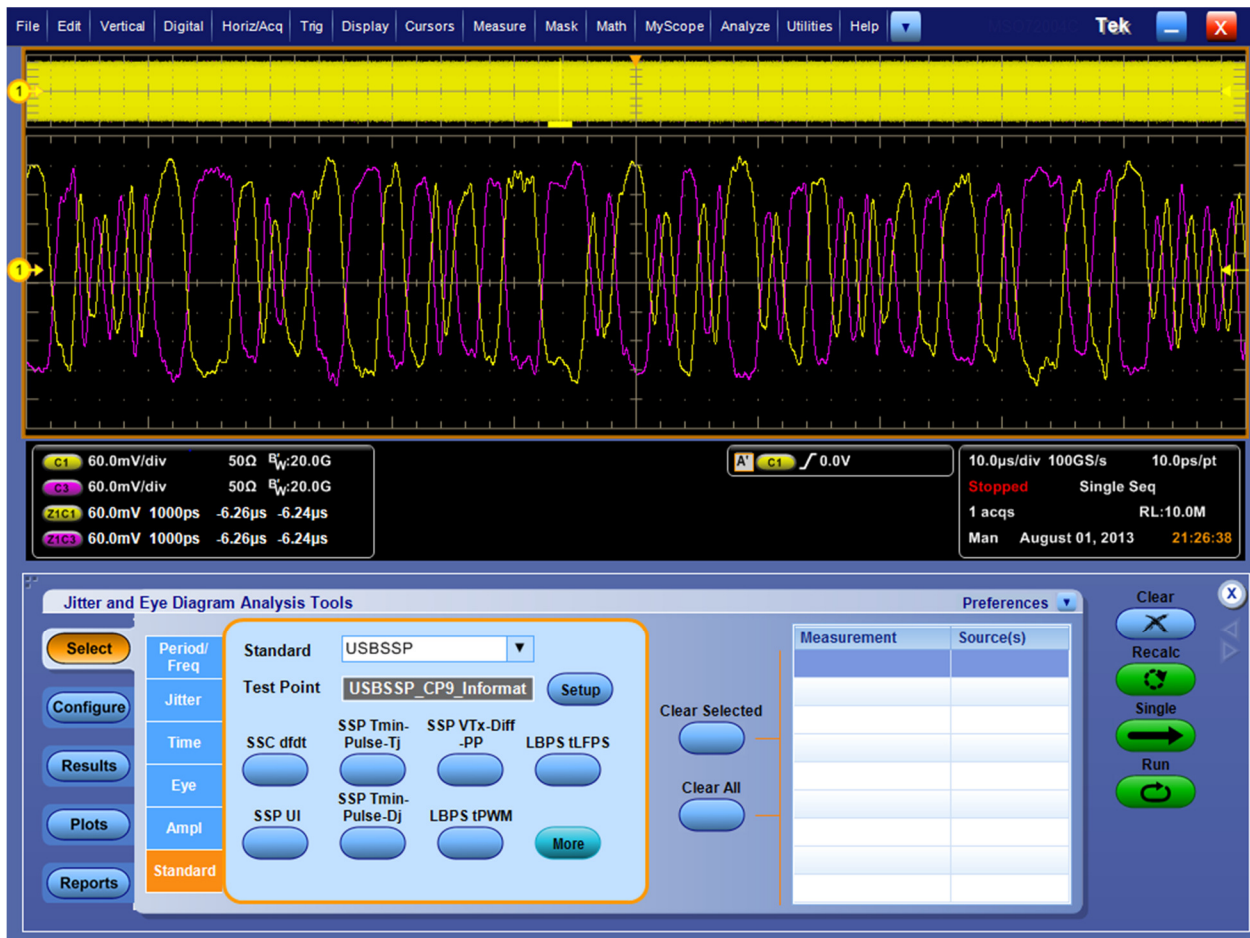 File Edit Vertical Digital Horiz/Acq Trig Display Cursors Measure Mask Math MyScope Analyze Utilities Help Tek X
1
1
C1 60.0mV/div 50Ω BW:20.0G
C3 60.0mV/div 50Ω BW:20.0G
Z1C1 60.0mV 1000ps -6.26µs -6.24µs
Z1C3 60.0mV 1000ps -6.26µs -6.24µs
A' C1 0.0V
10.0µs/div 100GS/s 10.0ps/pt
Stopped Single Seq
1 acqs RL:10.0M
Man August 01, 2013 21:26:38
Jitter and Eye Diagram Analysis Tools
Preferences
X
Select
Configure
Results
Plots
Reports
Period/
Freq
Jitter
Time
Eye
Ampl
Standard
Standard USBSSP
Test Point USBSSP_CP9_Informat Setup
SSC dfdt
SSP Tmin-
Pulse-Tj
SSP VTx-Diff
-PP
LBPS tLFPS
SSP UI
SSP Tmin-
Pulse-Dj
LBPS tPWM
More
Clear Selected
Clear All
Measurement Source(s)
Clear
Recalc
Single
Run